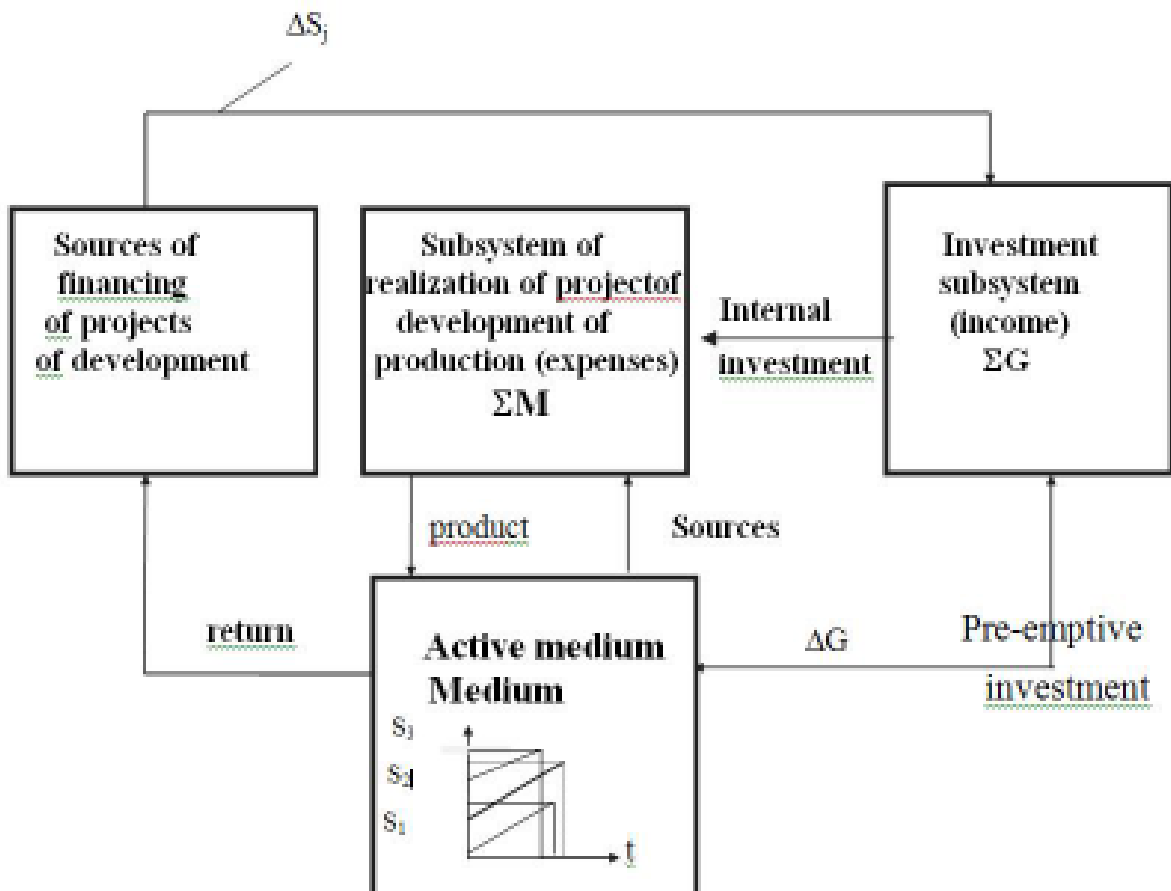 ΔSj
Sources of
financing
of projects
of development
Subsystem of
realization of projectof
development of
production (expenses)
ΣM
Internal
investment
Investment
subsystem
(income)
ΣG
product
Sources
return
Active medium
Medium
ΔG
Pre-emptive
investment
S3
S2
S1
t